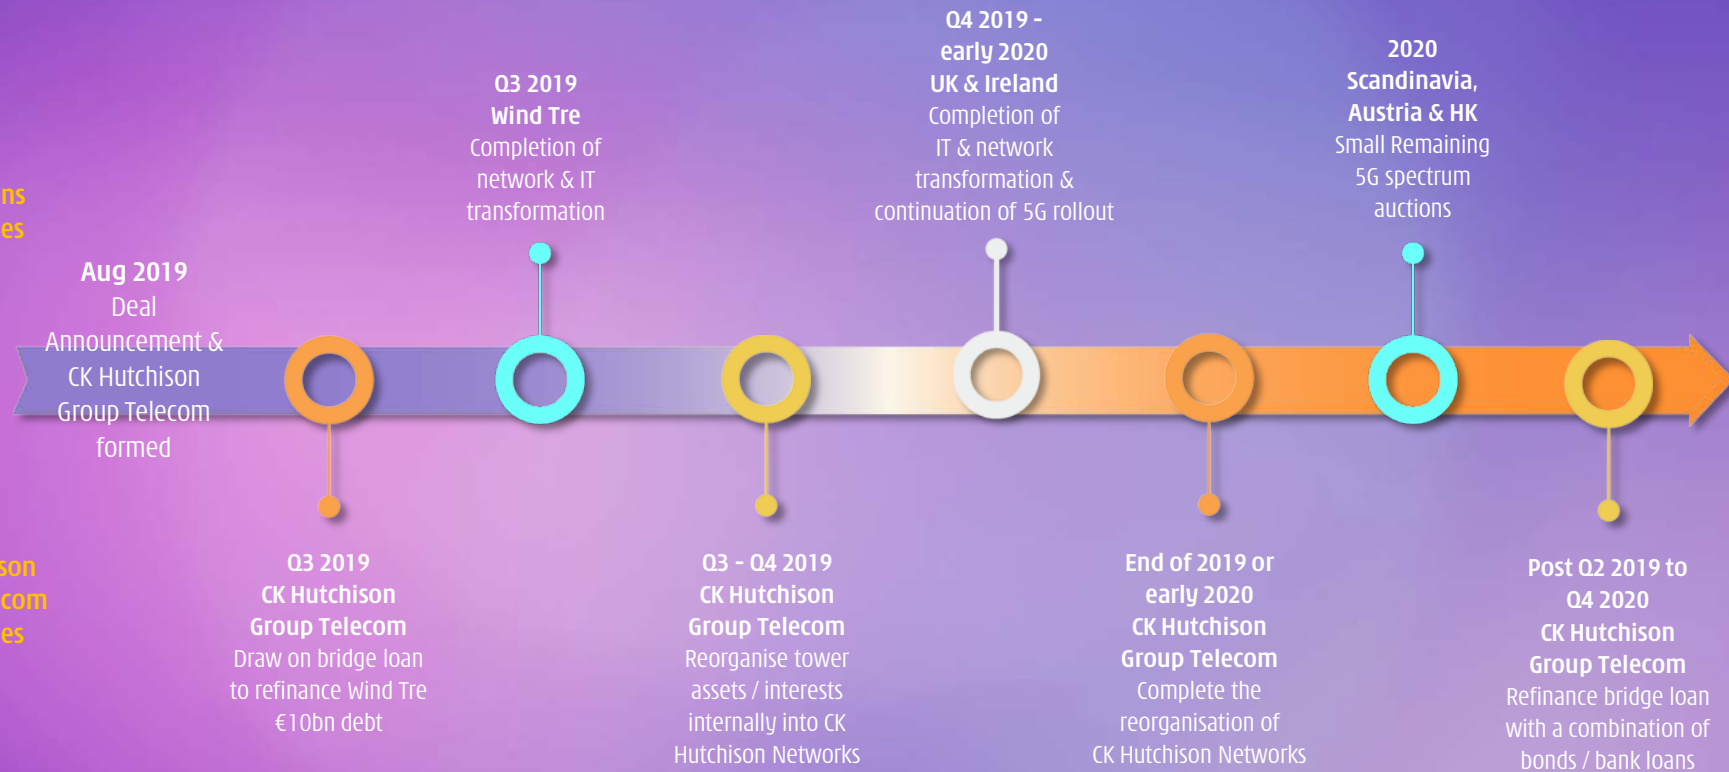 Q3 2019
Wind Tre
Completion of
network & IT
transformation
Q4 2019 -
early 2020
UK & Ireland
Completion of
IT & network
transformation &
continuation of 5G rollout
2020
Scandinavia,
Austria & HK
Small Remaining
5G spectrum
auctions
ns
es
Aug 2019
Deal
Announcement &
CK Hutchison
Group Telecom
formed
son
com
es
Q3 2019
CK Hutchison
Group Telecom
Draw on bridge loan
to refinance Wind Tre
€10bn debt
Q3 - Q4 2019
CK Hutchison
Group Telecom
Reorganise tower
assets / interests
internally into CK
Hutchison Networks
End of 2019 or
early 2020
CK Hutchison
Group Telecom
Complete the
reorganisation of
CK Hutchison Networks
Post Q2 2019 to
Q4 2020
CK Hutchison
Group Telecom
Refinance bridge loan
with a combination of
bonds / bank loans